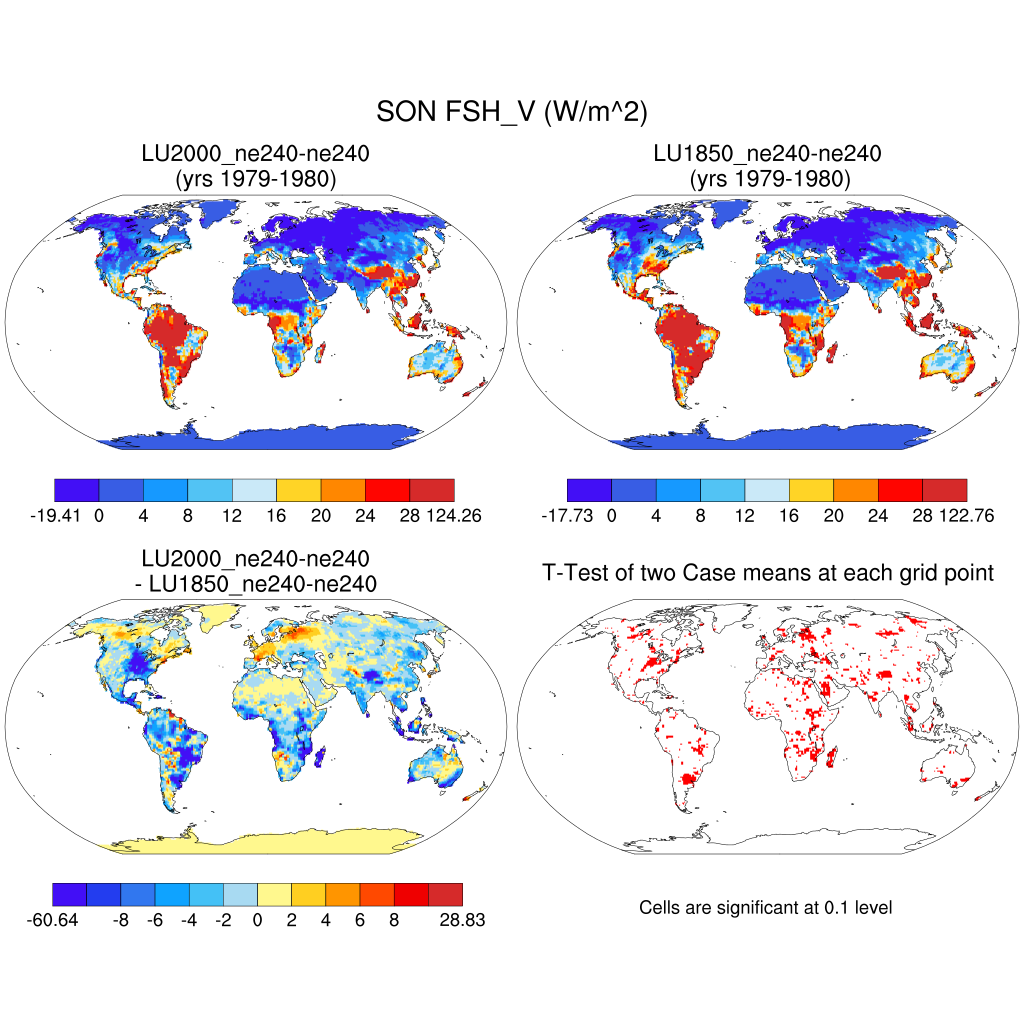 SON FSH_V (W/m^2)
LU2000_ne240-ne240
(yrs 1979-1980)
LU1850_ne240-ne240
(yrs 1979-1980)
-19.41 0 4 8 12 16 20 24 28 124.26
-17.73 0 4 8 12 16 20 24 28 122.76
LU2000_ne240-ne240
- LU1850_ne240-ne240
T-Test of two Case means at each grid point
-60.64 -8 -6 -4 -2 0 2 4 6 8 28.83
Cells are significant at 0.1 level